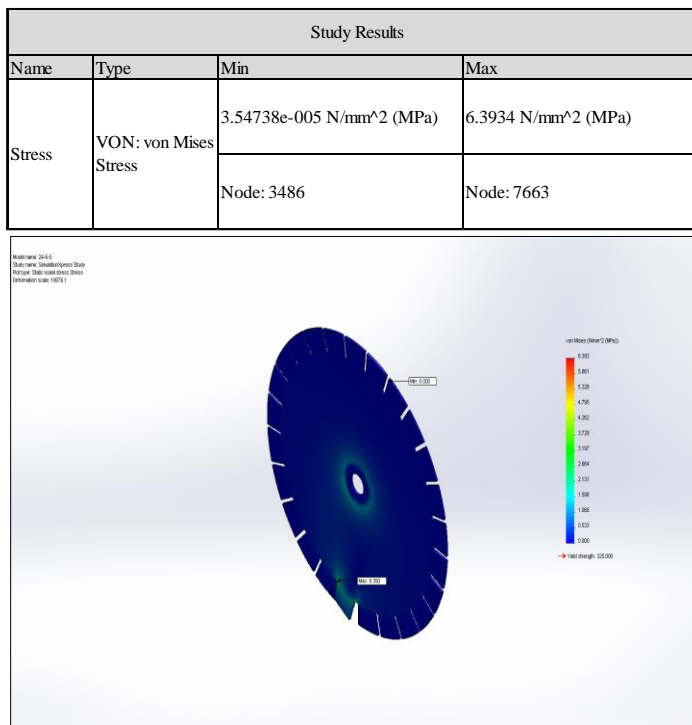 Study Results
Name Type Min Max
Stress
VON: von Mises
Stress
3.54738e-005 N/mm^2 (MPa)
6.3934 N/mm^2 (MPa)
Node: 3486
Node: 7663
Model name: 24-6-5
Study name: SimulationXpress Study
Plot type: Static nodal stress Stress
Deformation scale: 10076.1
von Mises (N/mm^2 (MPa))
6.393
5.861
5.328
4.795
4.262
3.729
3.197
2.664
2.131
1.598
1.066
0.533
0.000
Yield strength: 325.000
Min: 0.000
Max: 6.393